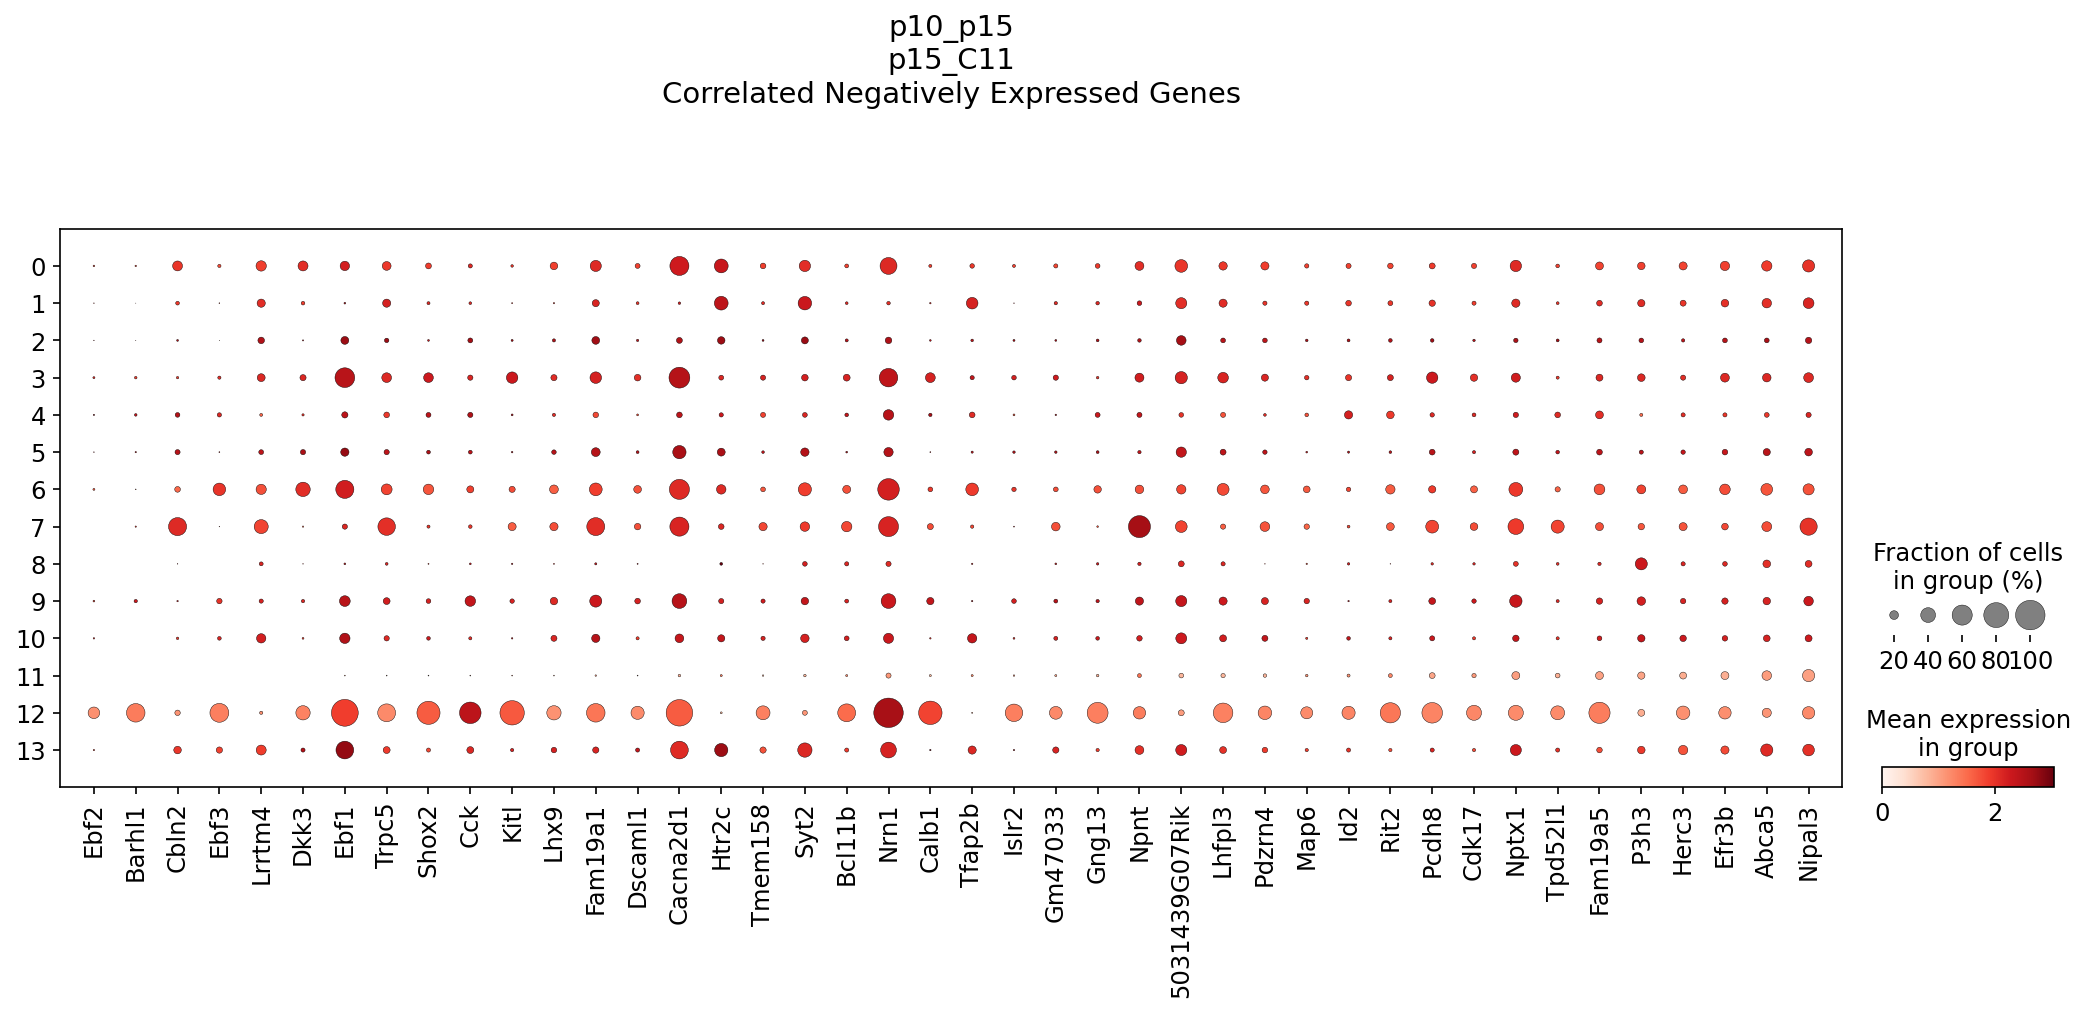 p10_p15
p15_C11
Correlated Negatively Expressed Genes
0
1
2
3
4
5
6
7
8
9
10
11
12
13
Ebf2
Barhl1
Cbln2
Ebf3
Lrrtm4
Dkk3
Ebf1
Trpc5
Shox2
Cck
Kitl
Lhx9
Fam19a1
Dscaml1
Cacna2d1
Htr2c
Tmem158
Syt2
Bcl11b
Nrn1
Calb1
Tfap2b
Islr2
Gm47033
Gng13
Npnt
5031439G07Rik
Lhfpl3
Pdzrn4
Map6
Id2
Rit2
Pcdh8
Cdk17
Nptx1
Tpd52l1
Fam19a5
P3h3
Herc3
Efr3b
Abca5
Nipal3
Fraction of cells
in group (%)
20 40 60 80 100
Mean expression
in group
0 2